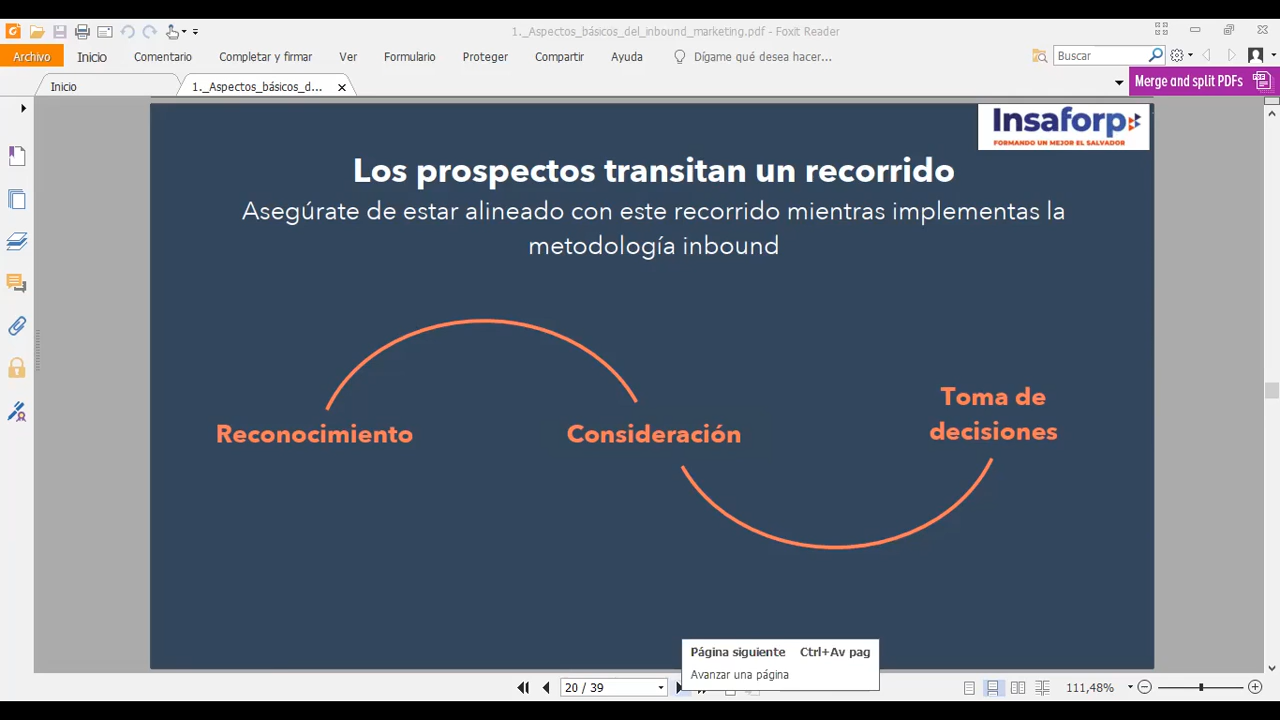 1._Aspectos_básicos_del_inbound_marketing.pdf - Foxit Reader
Archivo Inicio Comentario Completar y firmar Ver Formulario Proteger Compartir Ayuda Dígame qué desea hacer... Buscar
Inicio 1._Aspectos_básicos_d... Merge and split PDFs
Insaforp
FORMANDO UN MEJOR EL SALVADOR
Los prospectos transitan un recorrido
Asegúrate de estar alineado con este recorrido mientras implementas la
metodología inbound
Reconocimiento
Consideración
Toma de
decisiones
Página siguiente Ctrl+Av pag
Avanzar una página
20 / 39
111,48%